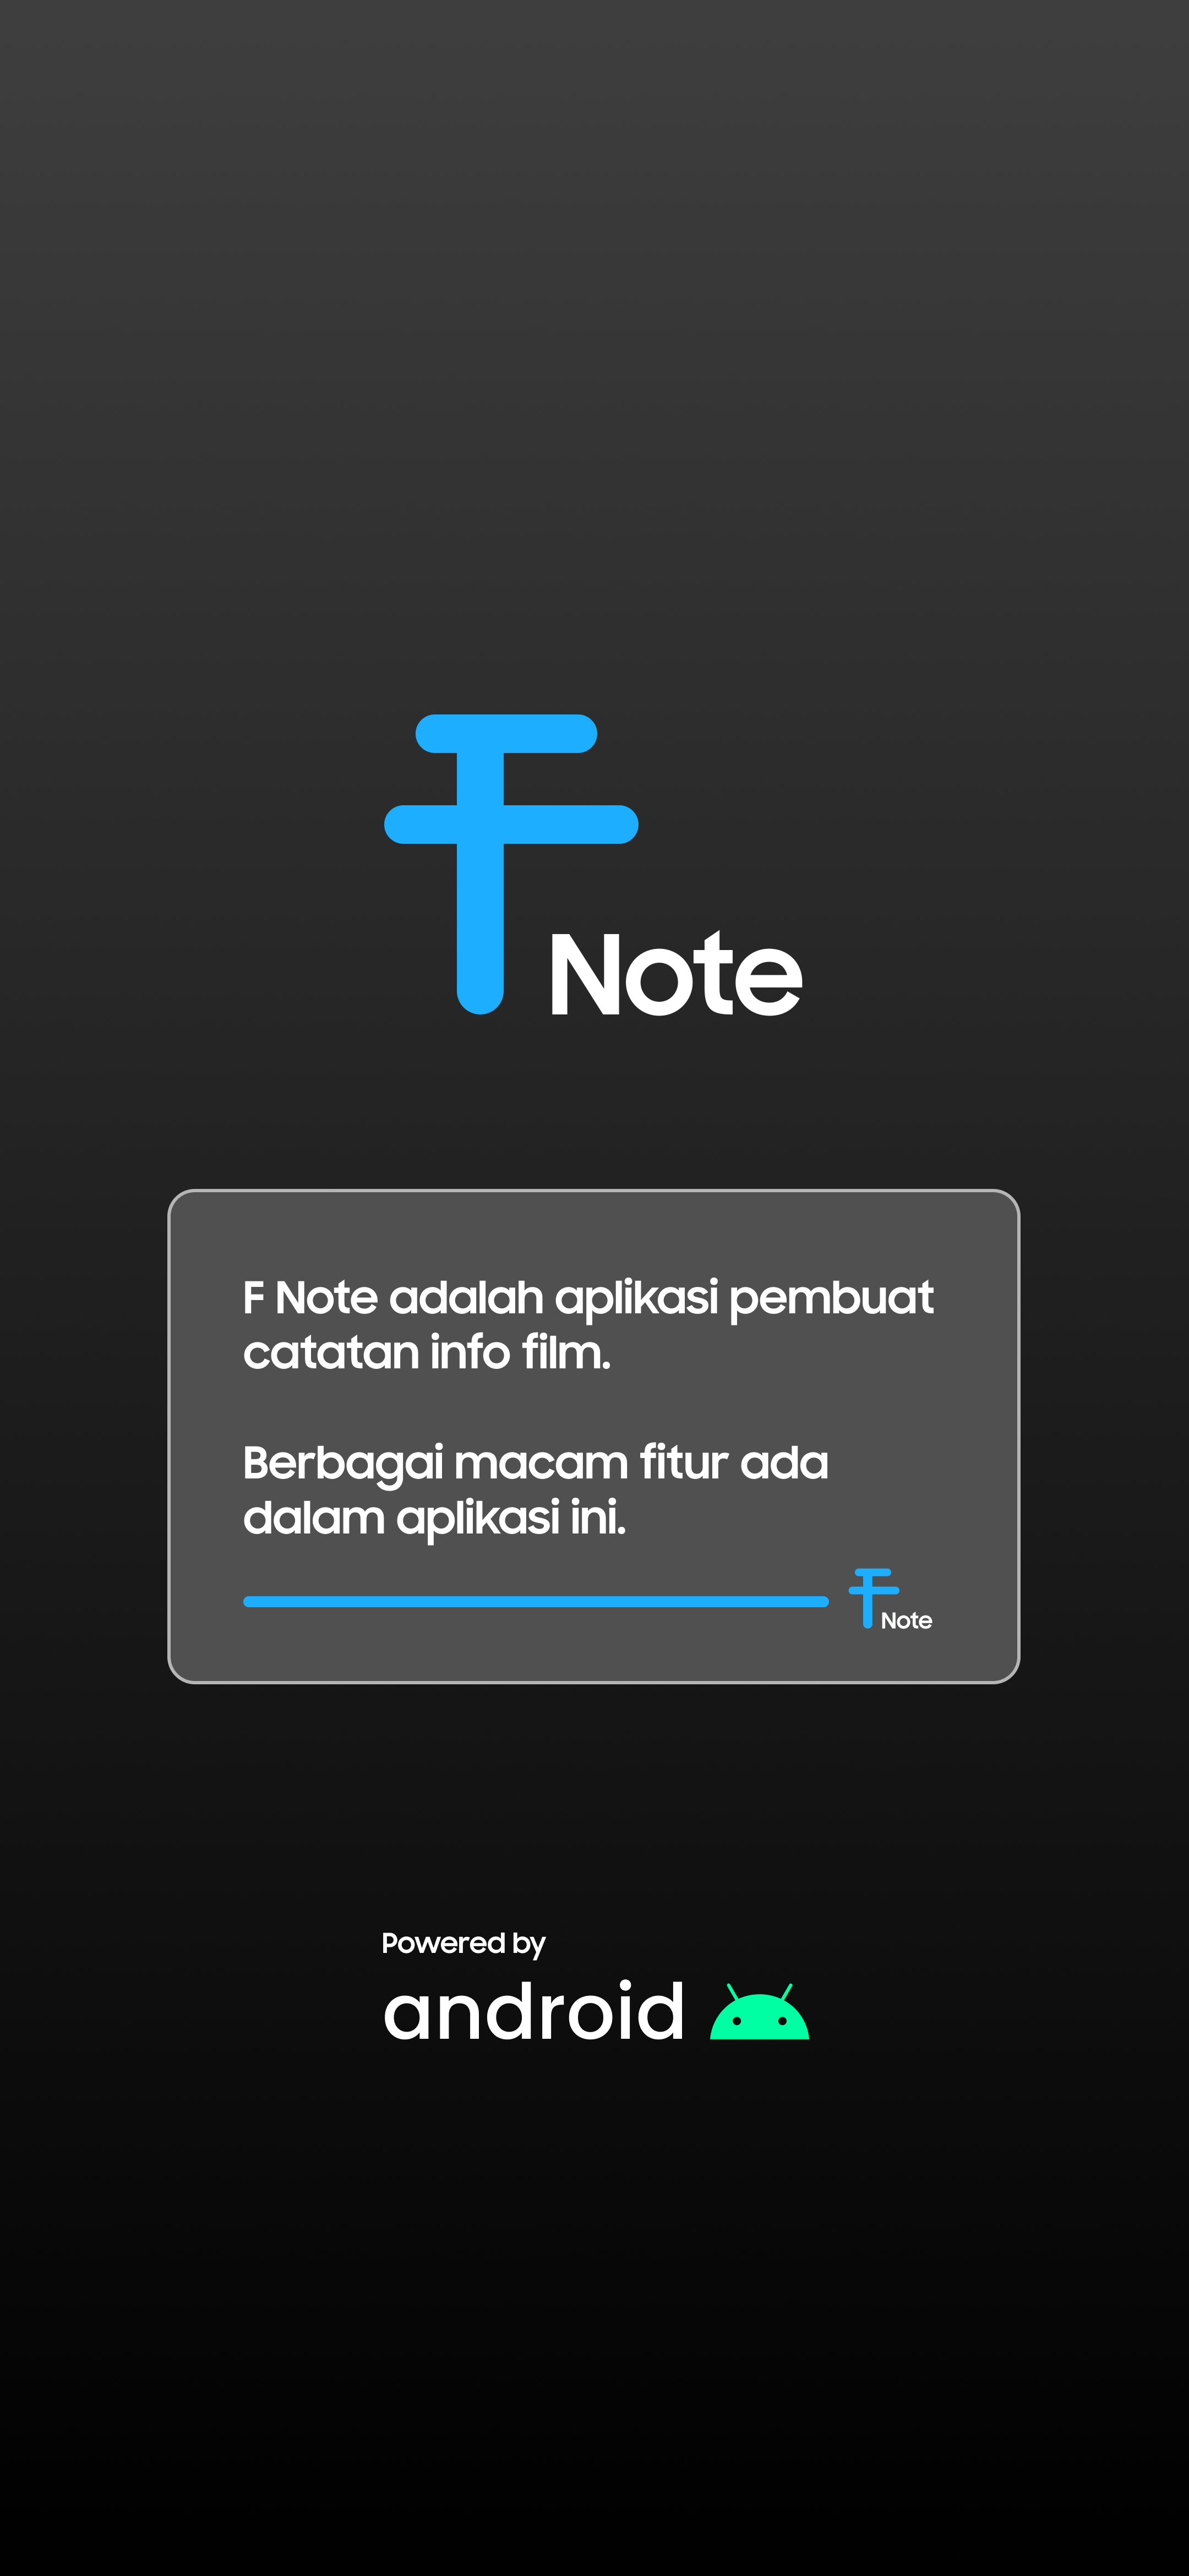 F Note
F Note adalah aplikasi pembuat
catatan info film.
Berbagai macam fitur ada
dalam aplikasi ini.
F Note
Powered by
android